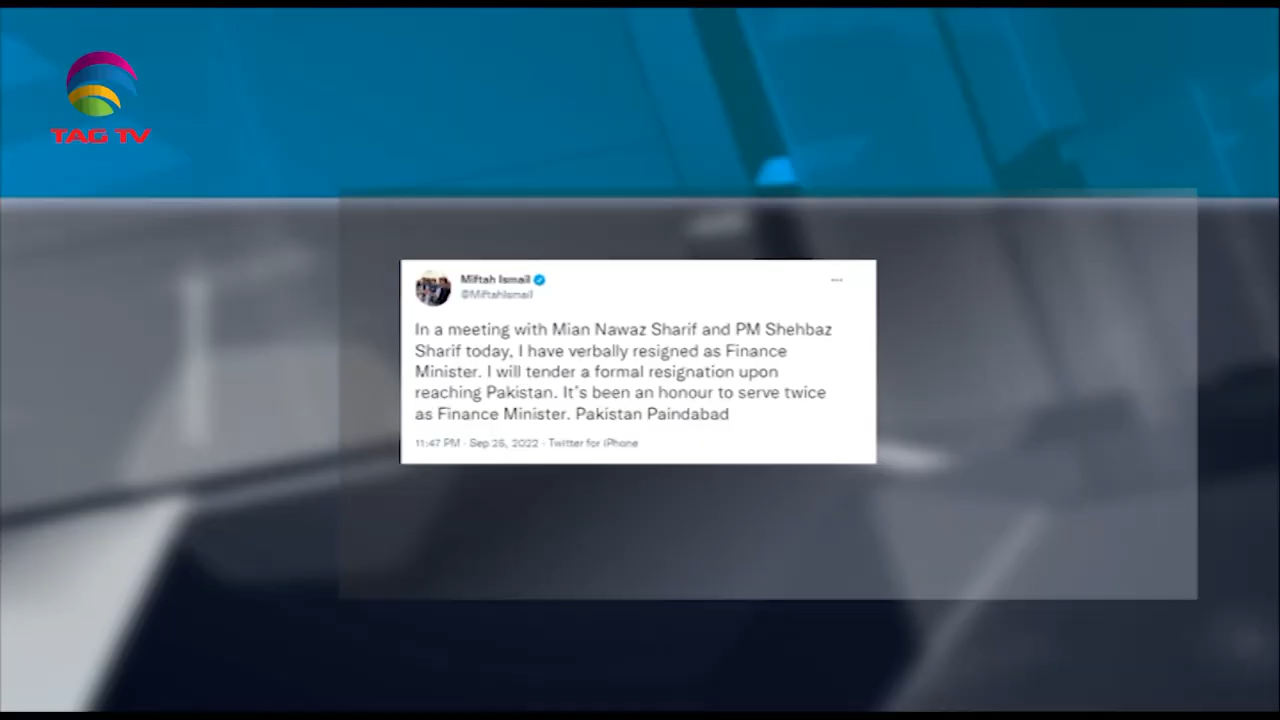 TAG TV
Miftah Ismail
@MiftahIsmail
In a meeting with Mian Nawaz Sharif and PM Shehbaz
Sharif today, I have verbally resigned as Finance
Minister. I will tender a formal resignation upon
reaching Pakistan. It's been an honour to serve twice
as Finance Minister. Pakistan Paindabad
11:47 PM · Sep 25, 2022 · Twitter for iPhone